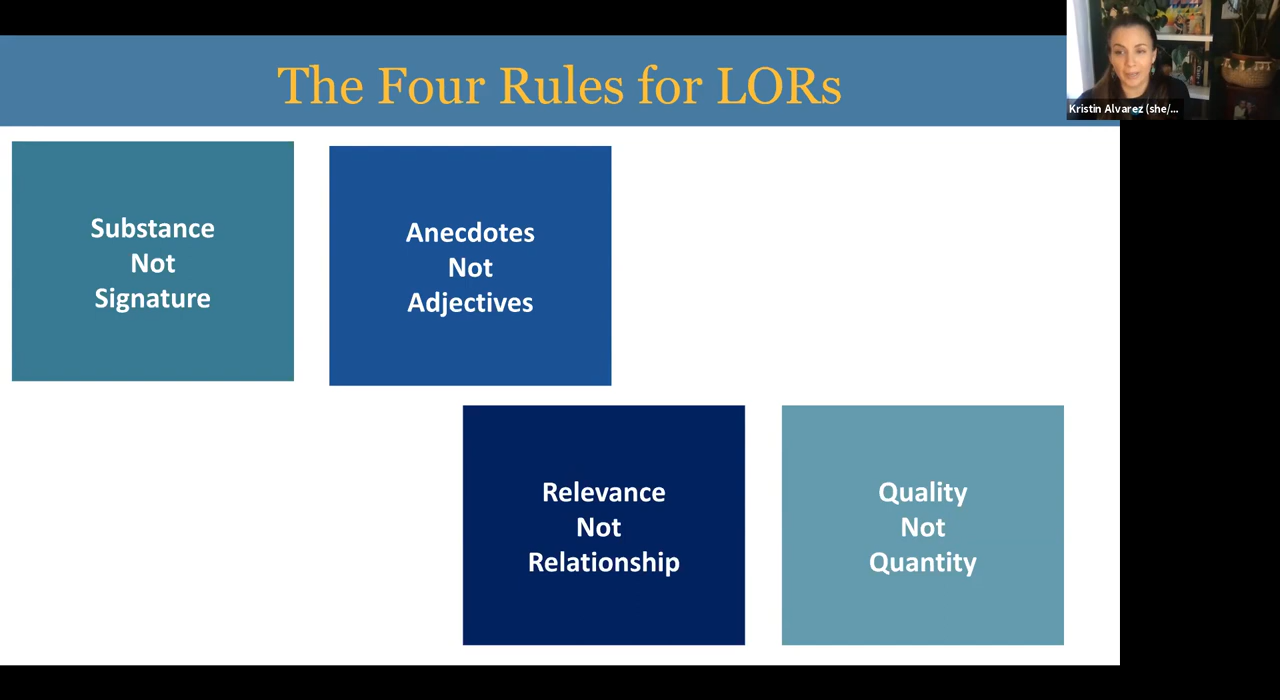 The Four Rules for LORs
Kristin Alvarez (she/...
Substance
Not
Signature
Anecdotes
Not
Adjectives
Relevance
Not
Relationship
Quality
Not
Quantity